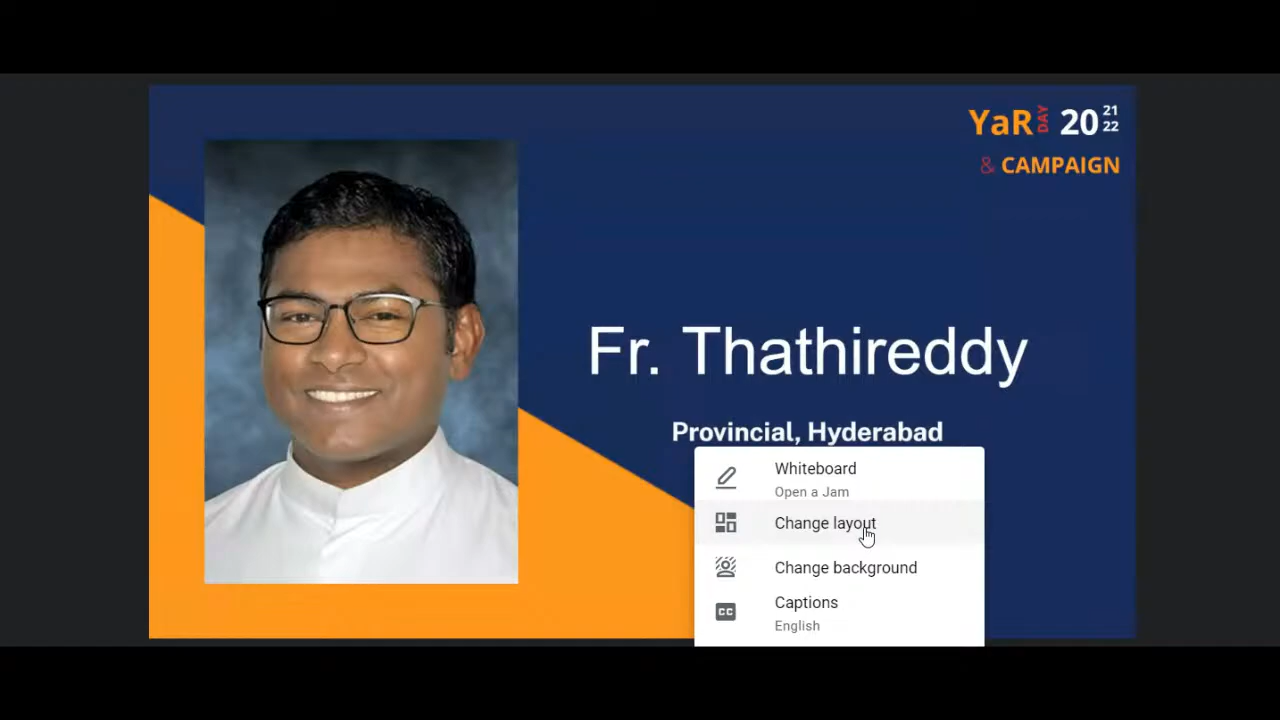 YaR DAY 20 21 22
& CAMPAIGN
Fr. Thathireddy
Provincial, Hyderabad
Whiteboard
Open a Jam
Change layout
Change background
CC
Captions
English